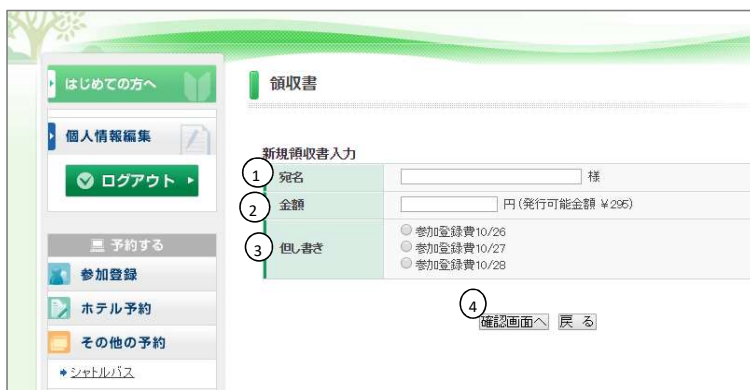 はじめての方へ
個人情報編集
ログアウト
予約する
参加登録
ホテル予約
その他の予約
シャトルバス
領収書
新規領収書入力
1 宛名 様
2 金額 円(発行可能金額 ¥295)
3 但し書き
参加登録費10/26
参加登録費10/27
参加登録費10/28
4
確認画面へ 戻 る